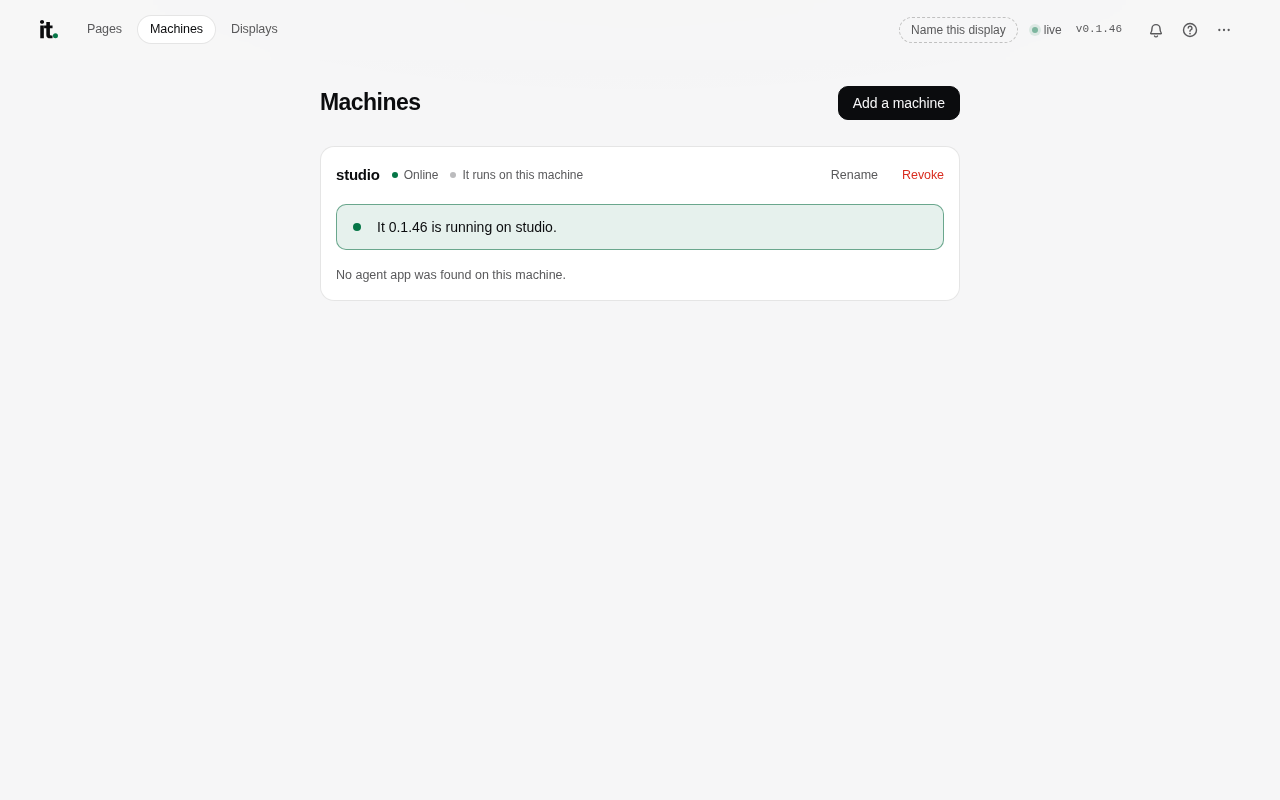 it.
Pages
Machines
Displays
Name this display
live
v0.1.46
Machines
Add a machine
studio
Online
It runs on this machine
Rename
Revoke
It 0.1.46 is running on studio.
No agent app was found on this machine.